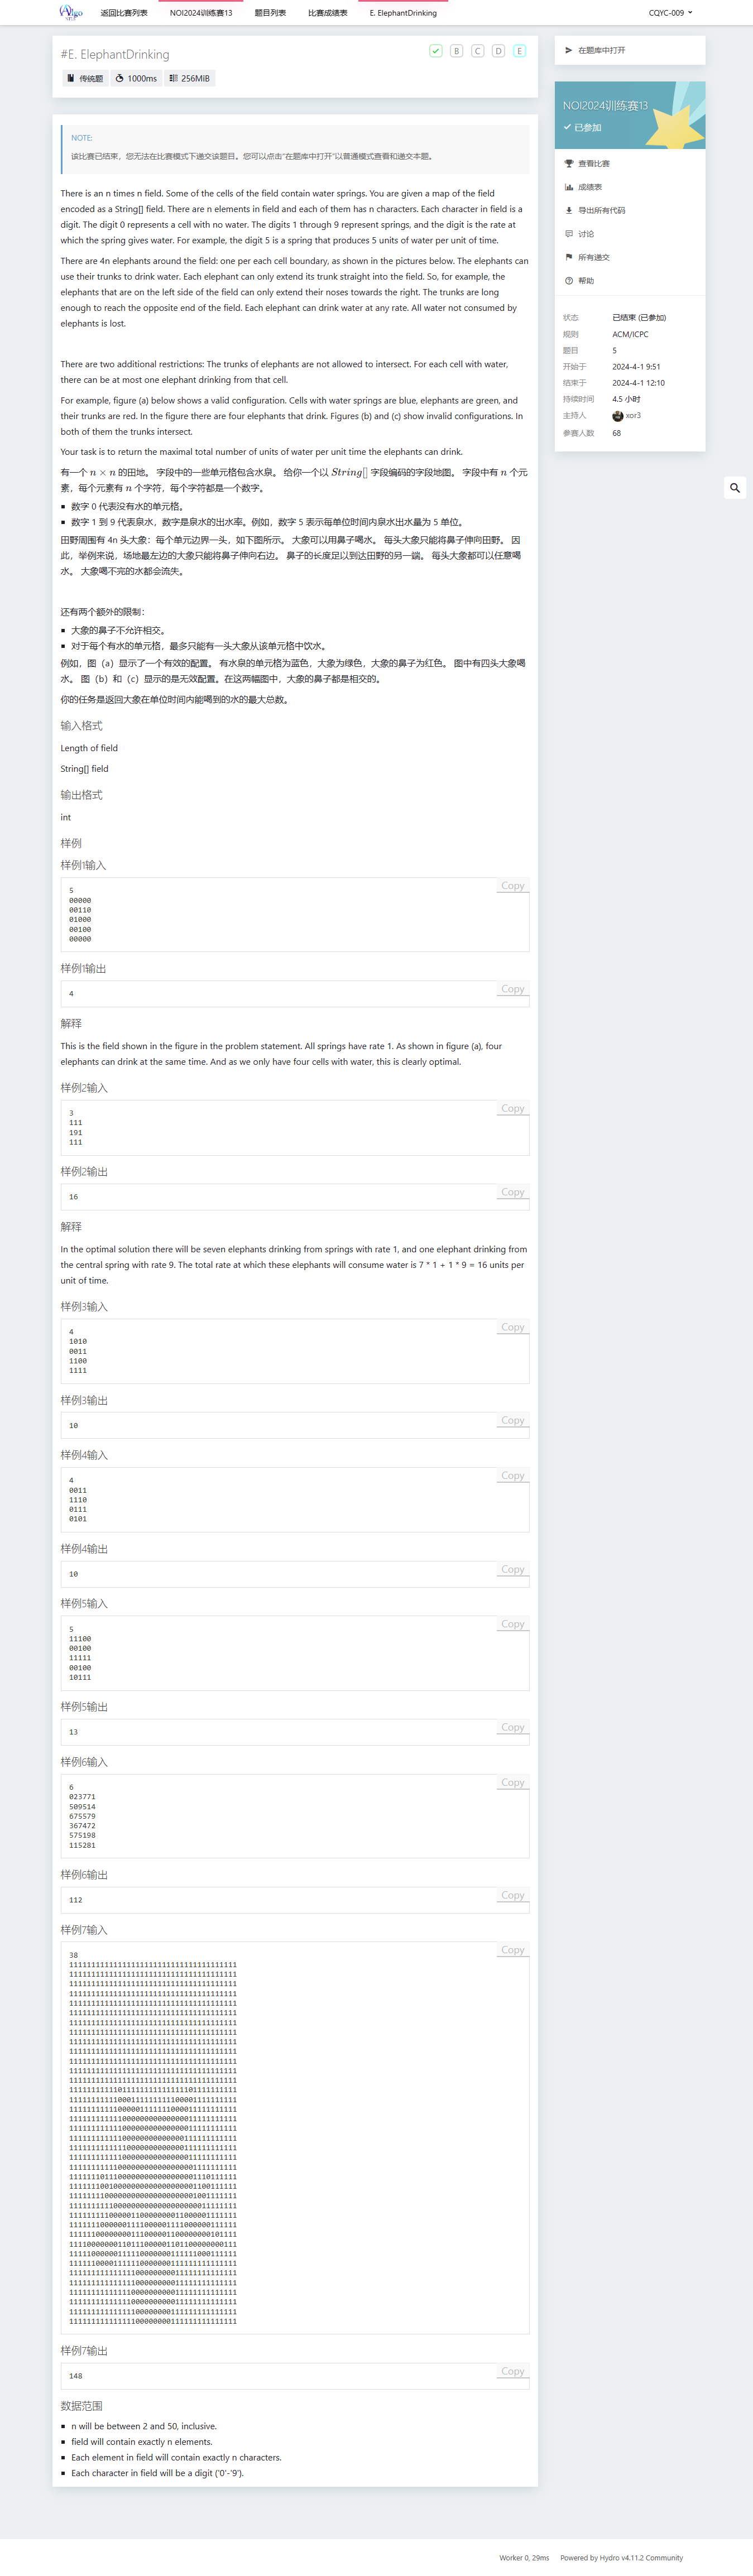 Algo
返回比赛列表 NOI2024训练赛13 题目列表 比赛成绩表 E. ElephantDrinking CQYC-009
#E. ElephantDrinking
B C D E
传统题 1000ms 256MiB
NOTE:
该比赛已结束，您无法在比赛模式下递交该题目。您可以点击“在题库中打开”以普通模式查看和递交本题。
There is an n times n field. Some of the cells of the field contain water springs. You are given a map of the field
encoded as a String[] field. There are n elements in field and each of them has n characters. Each character in field is a
digit. The digit 0 represents a cell with no water. The digits 1 through 9 represent springs, and the digit is the rate at
which the spring gives water. For example, the digit 5 is a spring that produces 5 units of water per unit of time.
There are 4n elephants around the field: one per each cell boundary, as shown in the pictures below. The elephants can
use their trunks to drink water. Each elephant can only extend its trunk straight into the field. So, for example, the
elephants that are on the left side of the field can only extend their noses towards the right. The trunks are long
enough to reach the opposite end of the field. Each elephant can drink water at any rate. All water not consumed by
elephants is lost.
There are two additional restrictions: The trunks of elephants are not allowed to intersect. For each cell with water,
there can be at most one elephant drinking from that cell.
For example, figure (a) below shows a valid configuration. Cells with water springs are blue, elephants are green, and
their trunks are red. In the figure there are four elephants that drink. Figures (b) and (c) show invalid configurations. In
both of them the trunks intersect.
Your task is to return the maximal total number of units of water per unit time the elephants can drink.
有一个 n × n 的田地。 字段中的一些单元格包含水泉。 给你一个以 String[] 字段编码的字段地图。 字段中有 n 个元
素，每个元素有 n 个字符，每个字符都是一个数字。
数字 0 代表没有水的单元格。
数字 1 到 9 代表泉水，数字是泉水的出水率。例如，数字 5 表示每单位时间内泉水出水量为 5 单位。
田野周围有 4n 头大象：每个单元边界一头，如下图所示。 大象可以用鼻子喝水。 每头大象只能将鼻子伸向田野。 因
此，举例来说，场地最左边的大象只能将鼻子伸向右边。 鼻子的长度足以到达田野的另一端。 每头大象都可以任意喝
水。 大象喝不完的水都会流失。
还有两个额外的限制：
大象的鼻子不允许相交。
对于每个有水的单元格，最多只能有一头大象从该单元格中饮水。
例如，图（a）显示了一个有效的配置。 有水泉的单元格为蓝色，大象为绿色，大象的鼻子为红色。 图中有四头大象喝
水。 图（b）和（c）显示的是无效配置。在这两幅图中，大象的鼻子都是相交的。
你的任务是返回大象在单位时间内能喝到的水的最大总数。
输入格式
Length of field
String[] field
输出格式
int
样例
样例1输入
Copy
5
00000
00110
01000
00100
00000
样例1输出
Copy
4
解释
This is the field shown in the figure in the problem statement. All springs have rate 1. As shown in figure (a), four
elephants can drink at the same time. And as we only have four cells with water, this is clearly optimal.
样例2输入
Copy
3
111
191
111
样例2输出
Copy
16
解释
In the optimal solution there will be seven elephants drinking from springs with rate 1, and one elephant drinking from
the central spring with rate 9. The total rate at which these elephants will consume water is 7 * 1 + 1 * 9 = 16 units per
unit of time.
样例3输入
Copy
4
1010
0011
1100
1111
样例3输出
Copy
10
样例4输入
Copy
4
0011
1110
0111
0101
样例4输出
Copy
10
样例5输入
Copy
5
11100
00100
11111
00100
10111
样例5输出
Copy
13
样例6输入
Copy
6
023771
509514
675579
367472
575198
115281
样例6输出
Copy
112
样例7输入
Copy
38
11111111111111111111111111111111111111
11111111111111111111111111111111111111
11111111111111111111111111111111111111
11111111111111111111111111111111111111
11111111111111111111111111111111111111
11111111111111111111111111111111111111
11111111111111111111111111111111111111
11111111111111111111111111111111111111
11111111111111111111111111111111111111
11111111111111111111111111111111111111
11111111111111111111111111111111111111
11111111111111111111111111111111111111
11111111111111111111111111111111111111
样例7输出
Copy
148
数据范围
n will be between 2 and 50, inclusive.
field will contain exactly n elements.
Each element in field will contain exactly n characters.
Each character in field will be a digit ('0'-'9').
在题库中打开
NOI2024训练赛13
已参加
查看比赛
成绩表
导出所有代码
讨论
所有递交
帮助
状态 已结束 (已参加)
规则 ACM/ICPC
题目 5
开始于 2024-4-1 9:51
结束于 2024-4-1 12:10
持续时间 4.5 小时
主持人 xor3
参赛人数 68
Worker 0, 29ms Powered by Hydro v4.11.2 Community